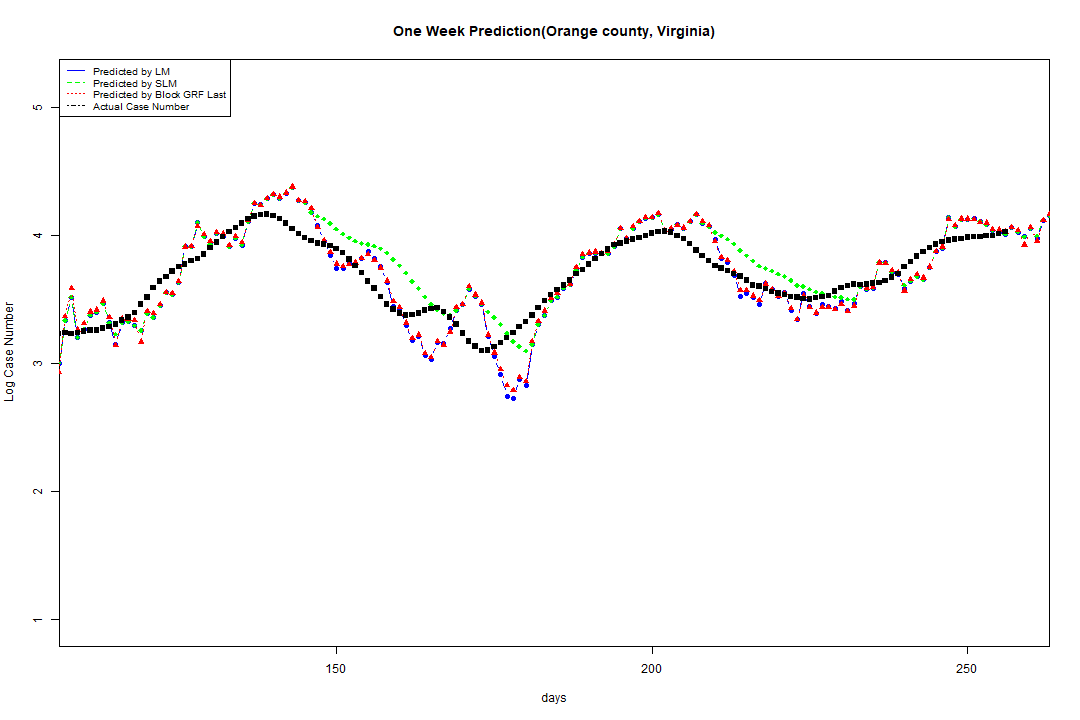 One Week Prediction(Orange county, Virginia)
Predicted by LM
Predicted by SLM
Predicted by Block GRF Last
Actual Case Number
5
4
3
2
1
Log Case Number
150
200
250
days